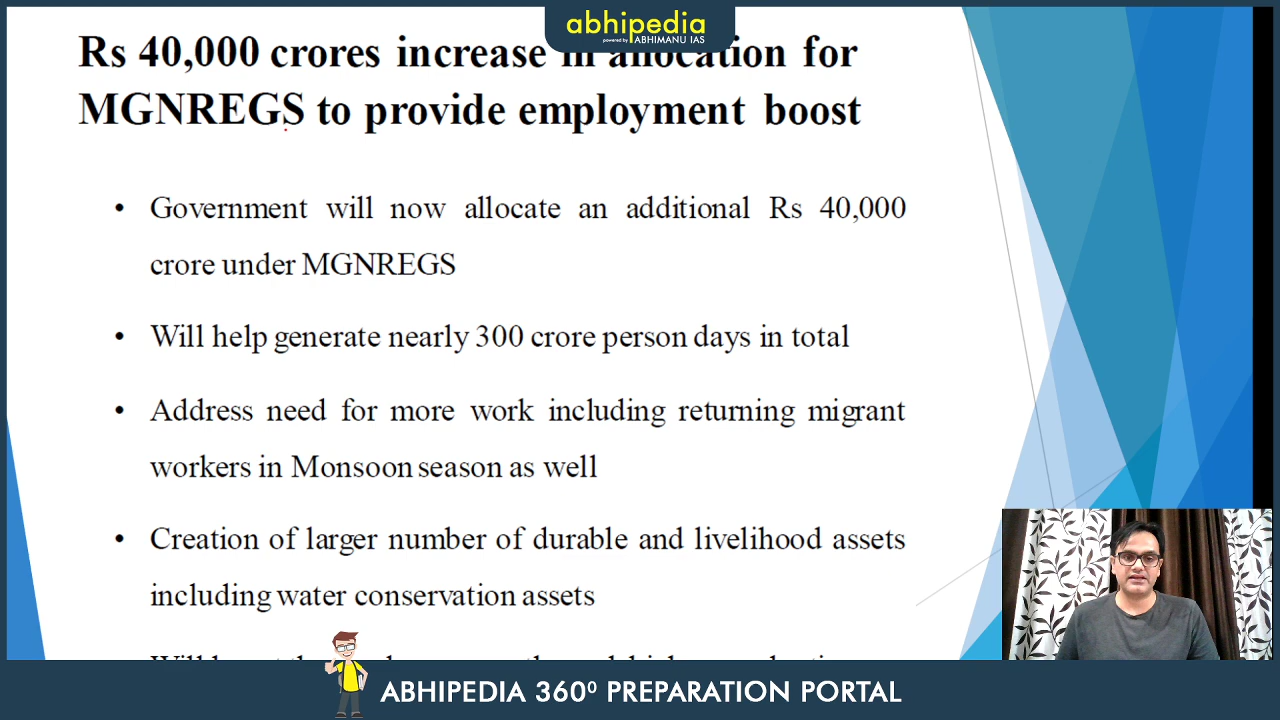 abhipedia
powered by ABHIMANU IAS
Rs 40,000 crores increase in allocation for
MGNREGS to provide employment boost
• Government will now allocate an additional Rs 40,000
crore under MGNREGS
• Will help generate nearly 300 crore person days in total
• Address need for more work including returning migrant
workers in Monsoon season as well
• Creation of larger number of durable and livelihood assets
including water conservation assets
ABHIPEDIA 360⁰ PREPARATION PORTAL